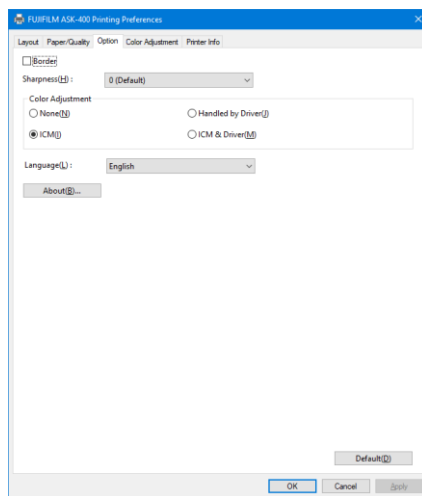 FUJIFILM ASK-400 Printing Preferences
Layout Paper/Quality Option Color Adjustment Printer Info
Border
Sharpness(H) : 0 (Default)
Color Adjustment
None(N) Handled by Driver(J)
ICM(I) ICM & Driver(M)
Language(L) : English
About(B)...
Default(D)
OK Cancel Apply